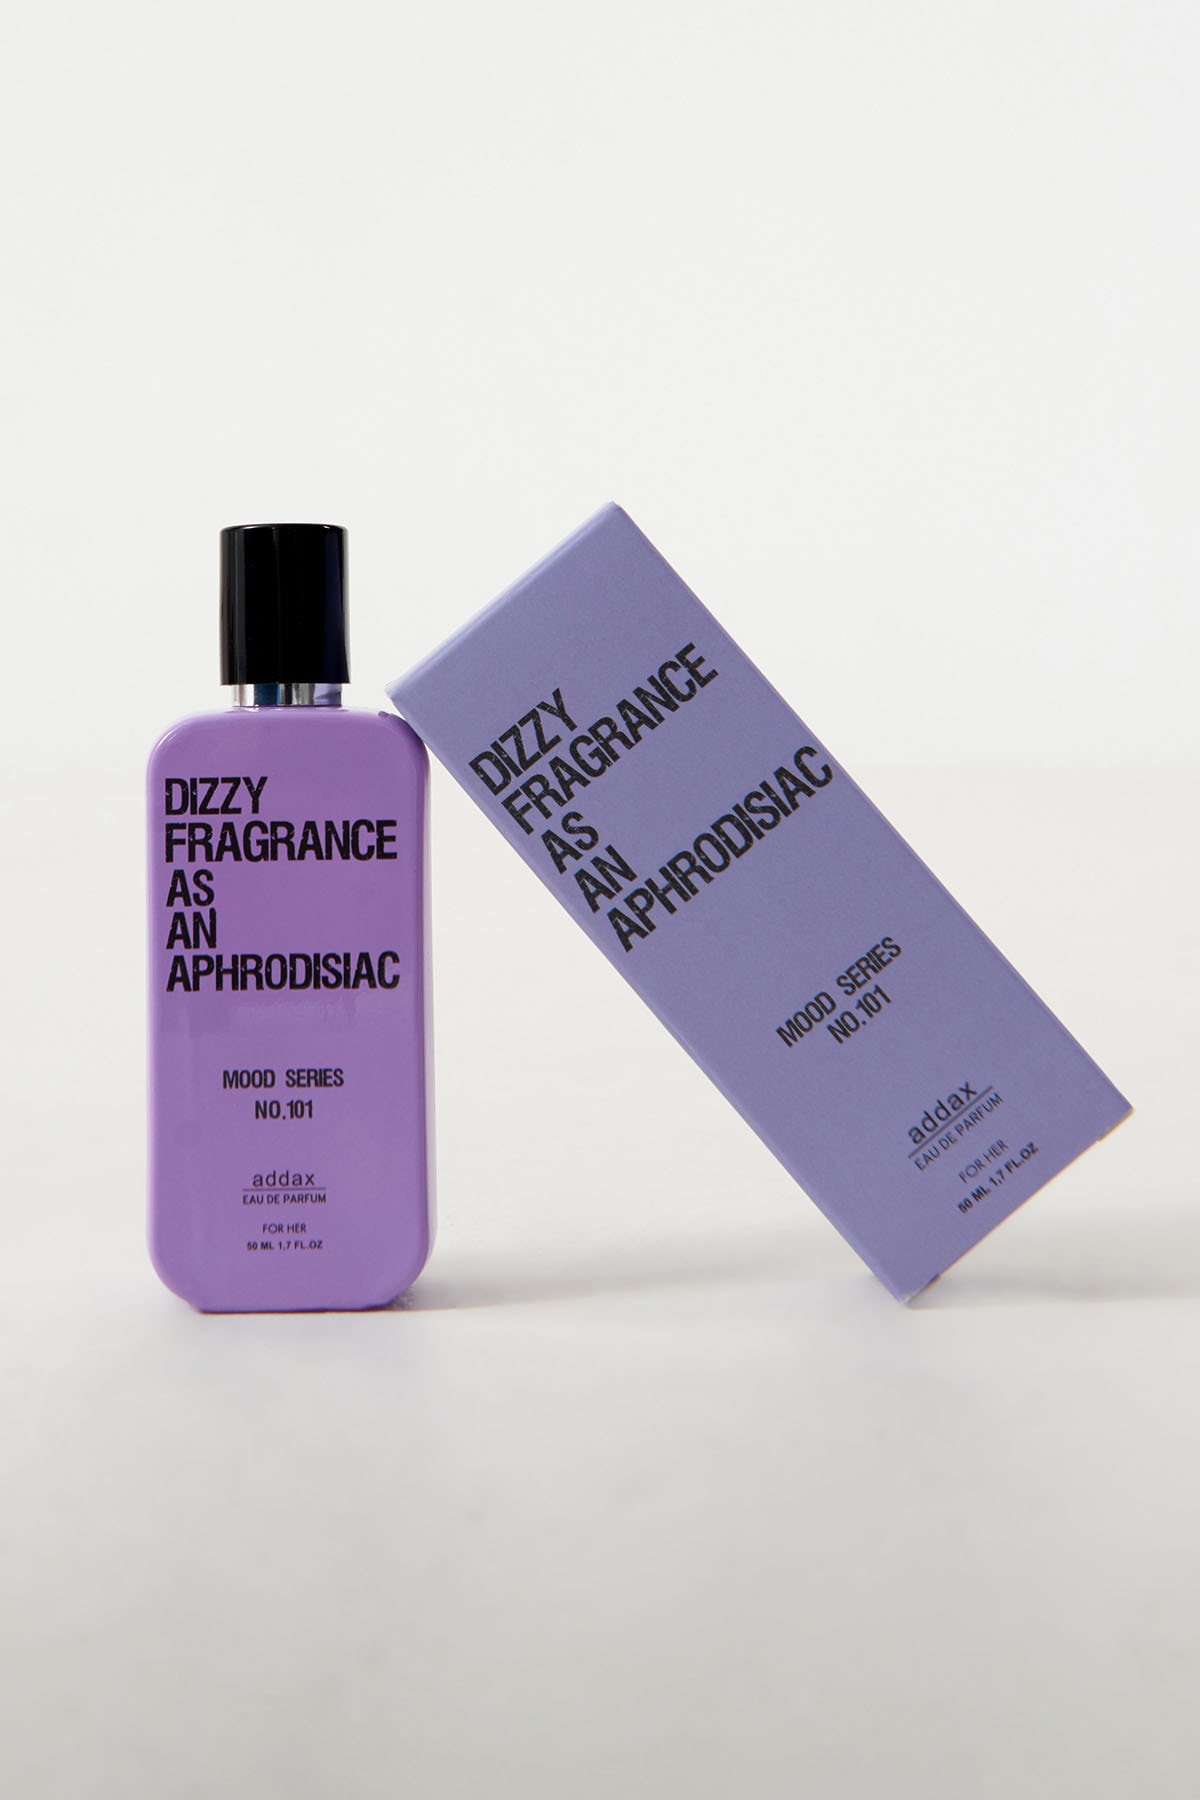 DIZZY
FRAGRANCE
AS
AN
APHRODISIAC
MOOD SERIES
NO.101
addax
EAU DE PARFUM
FOR HER
50 ML 1,7 FL.OZ
DIZZY
FRAGRANCE
AS
AN
APHRODISIAC
MOOD SERIES
NO.101
addax
EAU DE PARFUM
FOR HER
50 ML 1,7 FL.OZ